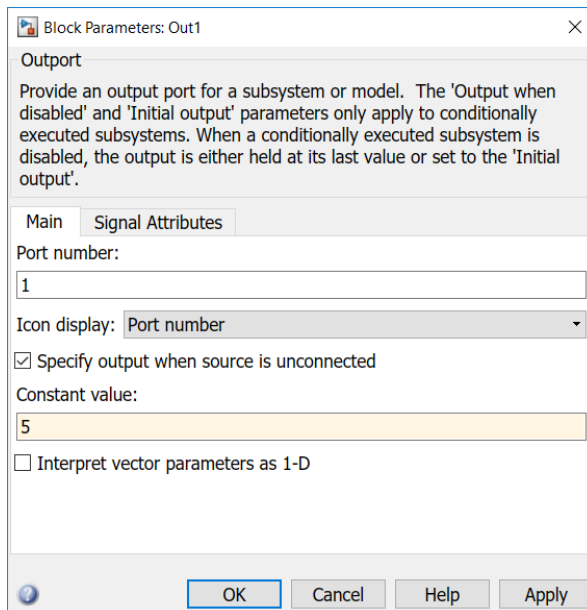 Block Parameters: Out1
Outport
Provide an output port for a subsystem or model.  The 'Output when
disabled' and 'Initial output' parameters only apply to conditionally
executed subsystems. When a conditionally executed subsystem is
disabled, the output is either held at its last value or set to the 'Initial
output'.
Main Signal Attributes
Port number:
1
Icon display: Port number
Specify output when source is unconnected
Constant value:
5
Interpret vector parameters as 1-D
? OK Cancel Help Apply